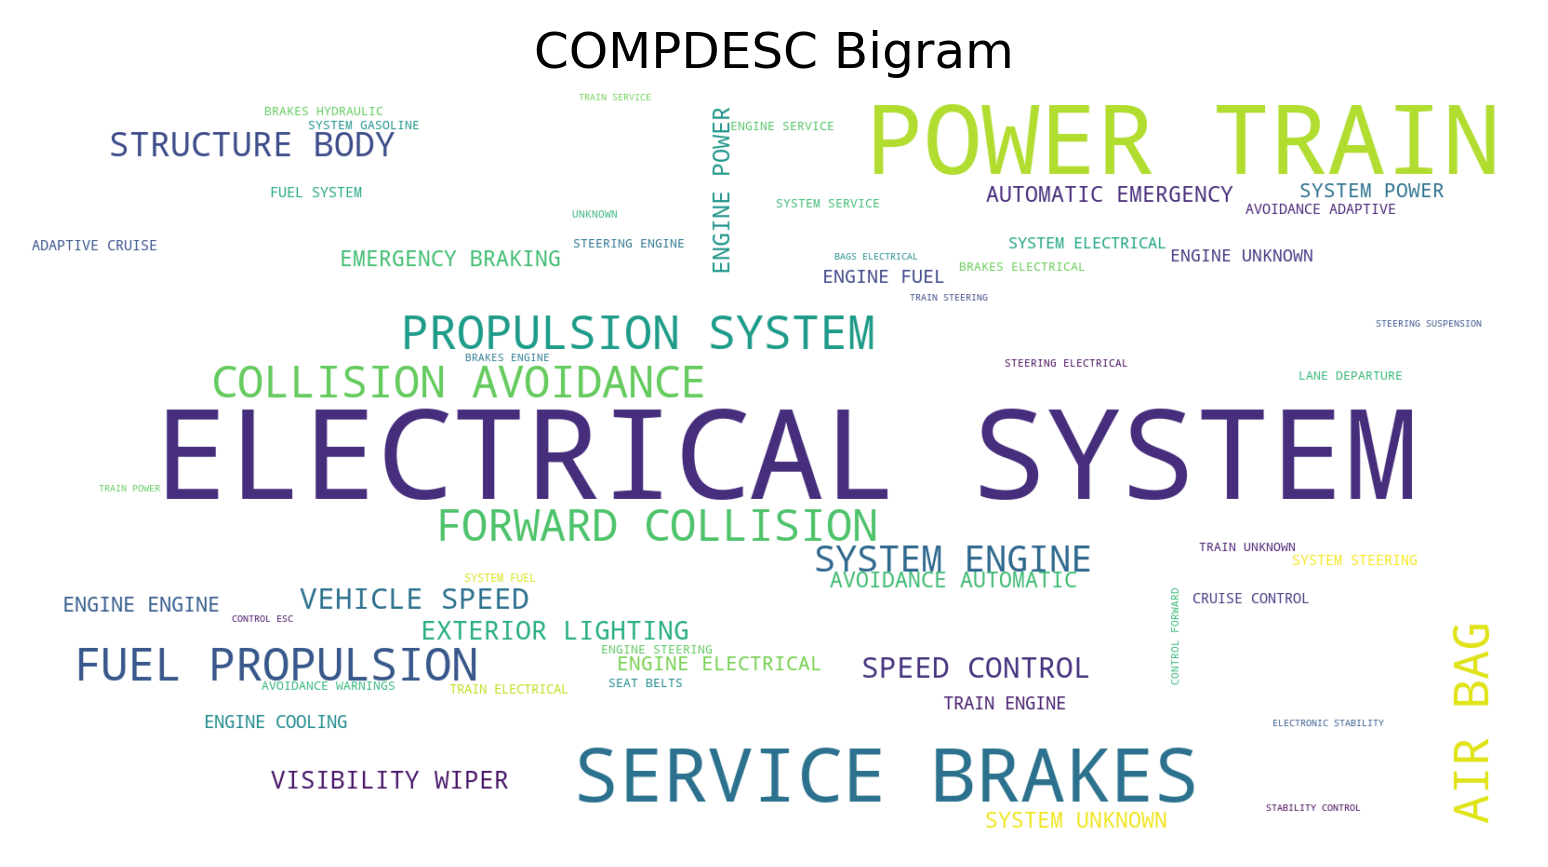 COMPDESC Bigram
TRAIN SERVICE
BRAKES HYDRAULIC
SYSTEM GASOLINE
STRUCTURE BODY
ENGINE POWER
ENGINE SERVICE
POWER TRAIN
FUEL SYSTEM
AUTOMATIC EMERGENCY
SYSTEM POWER
SYSTEM SERVICE
AVOIDANCE ADAPTIVE
UNKNOWN
ADAPTIVE CRUISE
STEERING ENGINE
SYSTEM ELECTRICAL
EMERGENCY BRAKING
BAGS ELECTRICAL
ENGINE UNKNOWN
BRAKES ELECTRICAL
ENGINE FUEL
TRAIN STEERING
STEERING SUSPENSION
PROPULSION SYSTEM
BRAKES ENGINE
STEERING ELECTRICAL
LANE DEPARTURE
COLLISION AVOIDANCE
ELECTRICAL SYSTEM
TRAIN POWER
FORWARD COLLISION
SYSTEM ENGINE
TRAIN UNKNOWN
SYSTEM STEERING
SYSTEM FUEL
AVOIDANCE AUTOMATIC
VEHICLE SPEED
ENGINE ENGINE
CRUISE CONTROL
CONTROL ESC
CONTROL FORWARD
EXTERIOR LIGHTING
ENGINE STEERING
FUEL PROPULSION
ENGINE ELECTRICAL
SPEED CONTROL
AVOIDANCE WARNINGS
TRAIN ELECTRICAL
SEAT BELTS
TRAIN ENGINE
AIR BAG
ENGINE COOLING
ELECTRONIC STABILITY
VISIBILITY WIPER
SERVICE BRAKES
STABILITY CONTROL
SYSTEM UNKNOWN